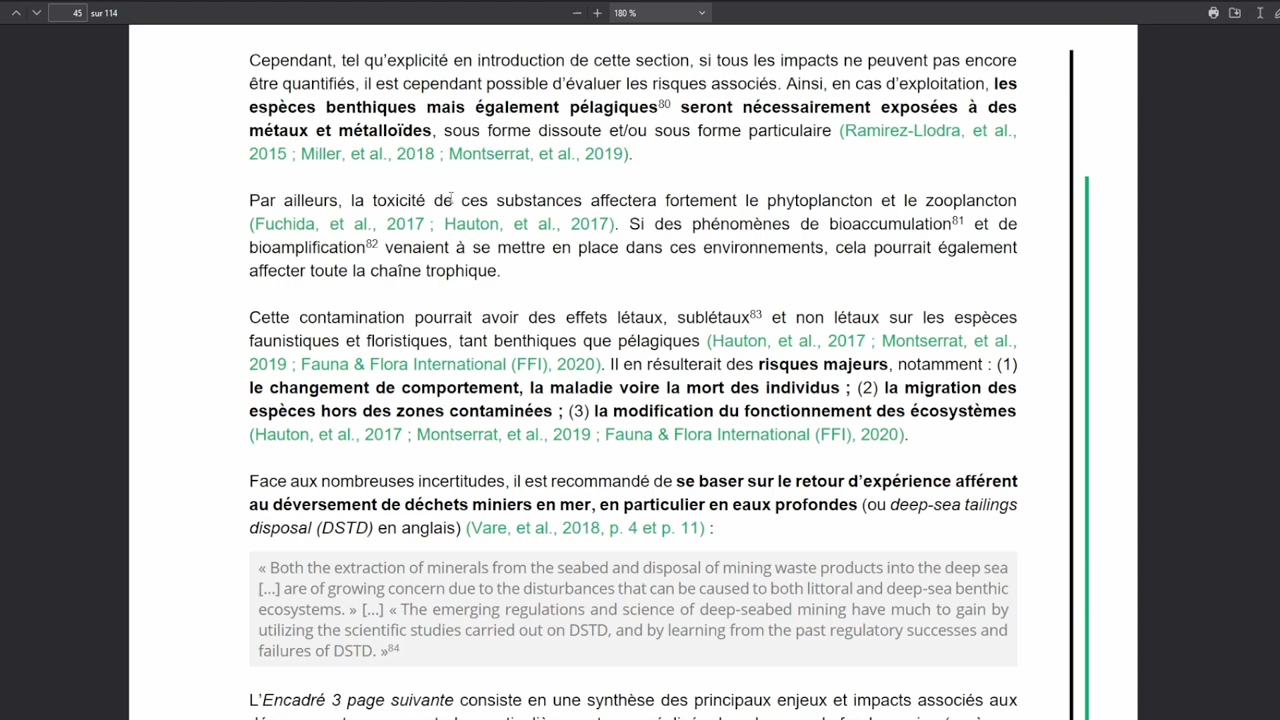 45 sur 114
180 %
Cependant, tel qu’explicité en introduction de cette section, si tous les impacts ne peuvent pas encore
être quantifiés, il est cependant possible d’évaluer les risques associés. Ainsi, en cas d’exploitation, les
espèces benthiques mais également pélagiques80 seront nécessairement exposées à des
métaux et métalloïdes, sous forme dissoute et/ou sous forme particulaire (Ramirez-Llodra, et al.,
2015 ; Miller, et al., 2018 ; Montserrat, et al., 2019).
Par ailleurs, la toxicité de ces substances affectera fortement le phytoplancton et le zooplancton
(Fuchida, et al., 2017 ; Hauton, et al., 2017). Si des phénomènes de bioaccumulation81 et de
bioamplification82 venaient à se mettre en place dans ces environnements, cela pourrait également
affecter toute la chaîne trophique.
Cette contamination pourrait avoir des effets létaux, sublétaux83 et non létaux sur les espèces
faunistiques et floristiques, tant benthiques que pélagiques (Hauton, et al., 2017 ; Montserrat, et al.,
2019 ; Fauna & Flora International (FFI), 2020). Il en résulterait des risques majeurs, notamment : (1)
le changement de comportement, la maladie voire la mort des individus ; (2) la migration des
espèces hors des zones contaminées ; (3) la modification du fonctionnement des écosystèmes
(Hauton, et al., 2017 ; Montserrat, et al., 2019 ; Fauna & Flora International (FFI), 2020).
Face aux nombreuses incertitudes, il est recommandé de se baser sur le retour d’expérience afférent
au déversement de déchets miniers en mer, en particulier en eaux profondes (ou deep-sea tailings
disposal (DSTD) en anglais) (Vare, et al., 2018, p. 4 et p. 11) :
« Both the extraction of minerals from the seabed and disposal of mining waste products into the deep sea
[...] are of growing concern due to the disturbances that can be caused to both littoral and deep-sea benthic
ecosystems. » [...] « The emerging regulations and science of deep-seabed mining have much to gain by
utilizing the scientific studies carried out on DSTD, and by learning from the past regulatory successes and
failures of DSTD. »84
L’Encadré 3 page suivante consiste en une synthèse des principaux enjeux et impacts associés aux